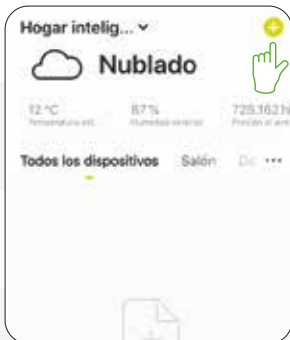 Hogar intelig...
Nublado
12 °C 87% 725.162 h
Todos los dispositivos Salón